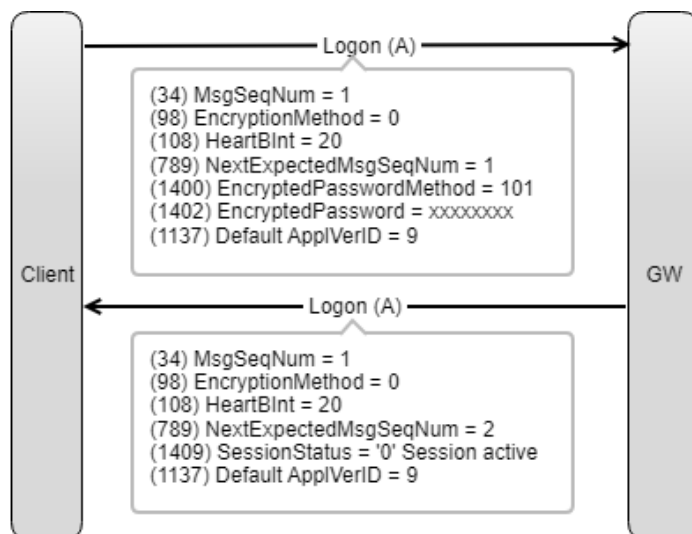 Logon (A)
(34) MsgSeqNum = 1
(98) EncryptionMethod = 0
(108) HeartBInt = 20
(789) NextExpectedMsgSeqNum = 1
(1400) EncryptedPasswordMethod = 101
(1402) EncryptedPassword = xxxxxxxx
(1137) Default ApplVerID = 9
Client
GW
Logon (A)
(34) MsgSeqNum = 1
(98) EncryptionMethod = 0
(108) HeartBInt = 20
(789) NextExpectedMsgSeqNum = 2
(1409) SessionStatus = '0' Session active
(1137) Default ApplVerID = 9